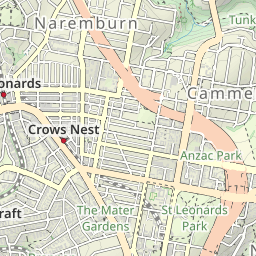 Naremburn
Tunk
onards
Camme
Crows Nest
Anzac Park
raft
The Mater
Gardens
St Leonards
Park